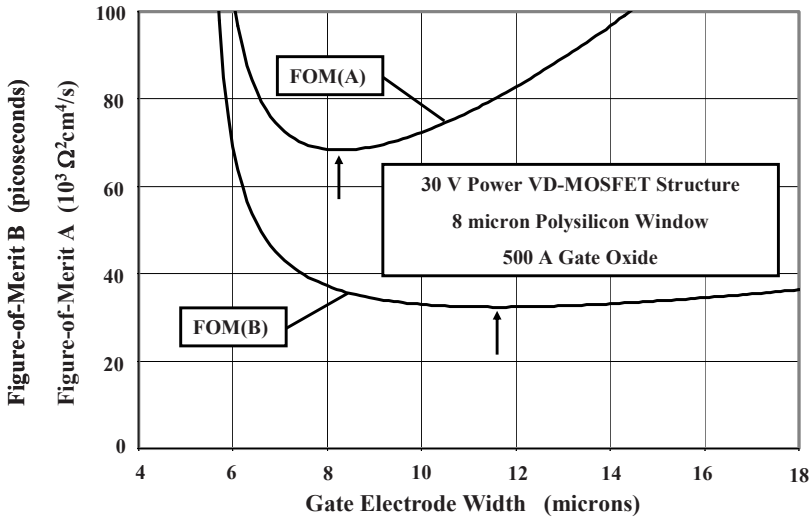 Figure-of-Merit B (picoseconds)
Figure-of-Merit A (10³ Ω²cm⁴/s)
100
80
60
40
20
0
FOM(A)
30 V Power VD-MOSFET Structure
8 micron Polysilicon Window
500 A Gate Oxide
FOM(B)
4 6 8 10 12 14 16 18
Gate Electrode Width (microns)